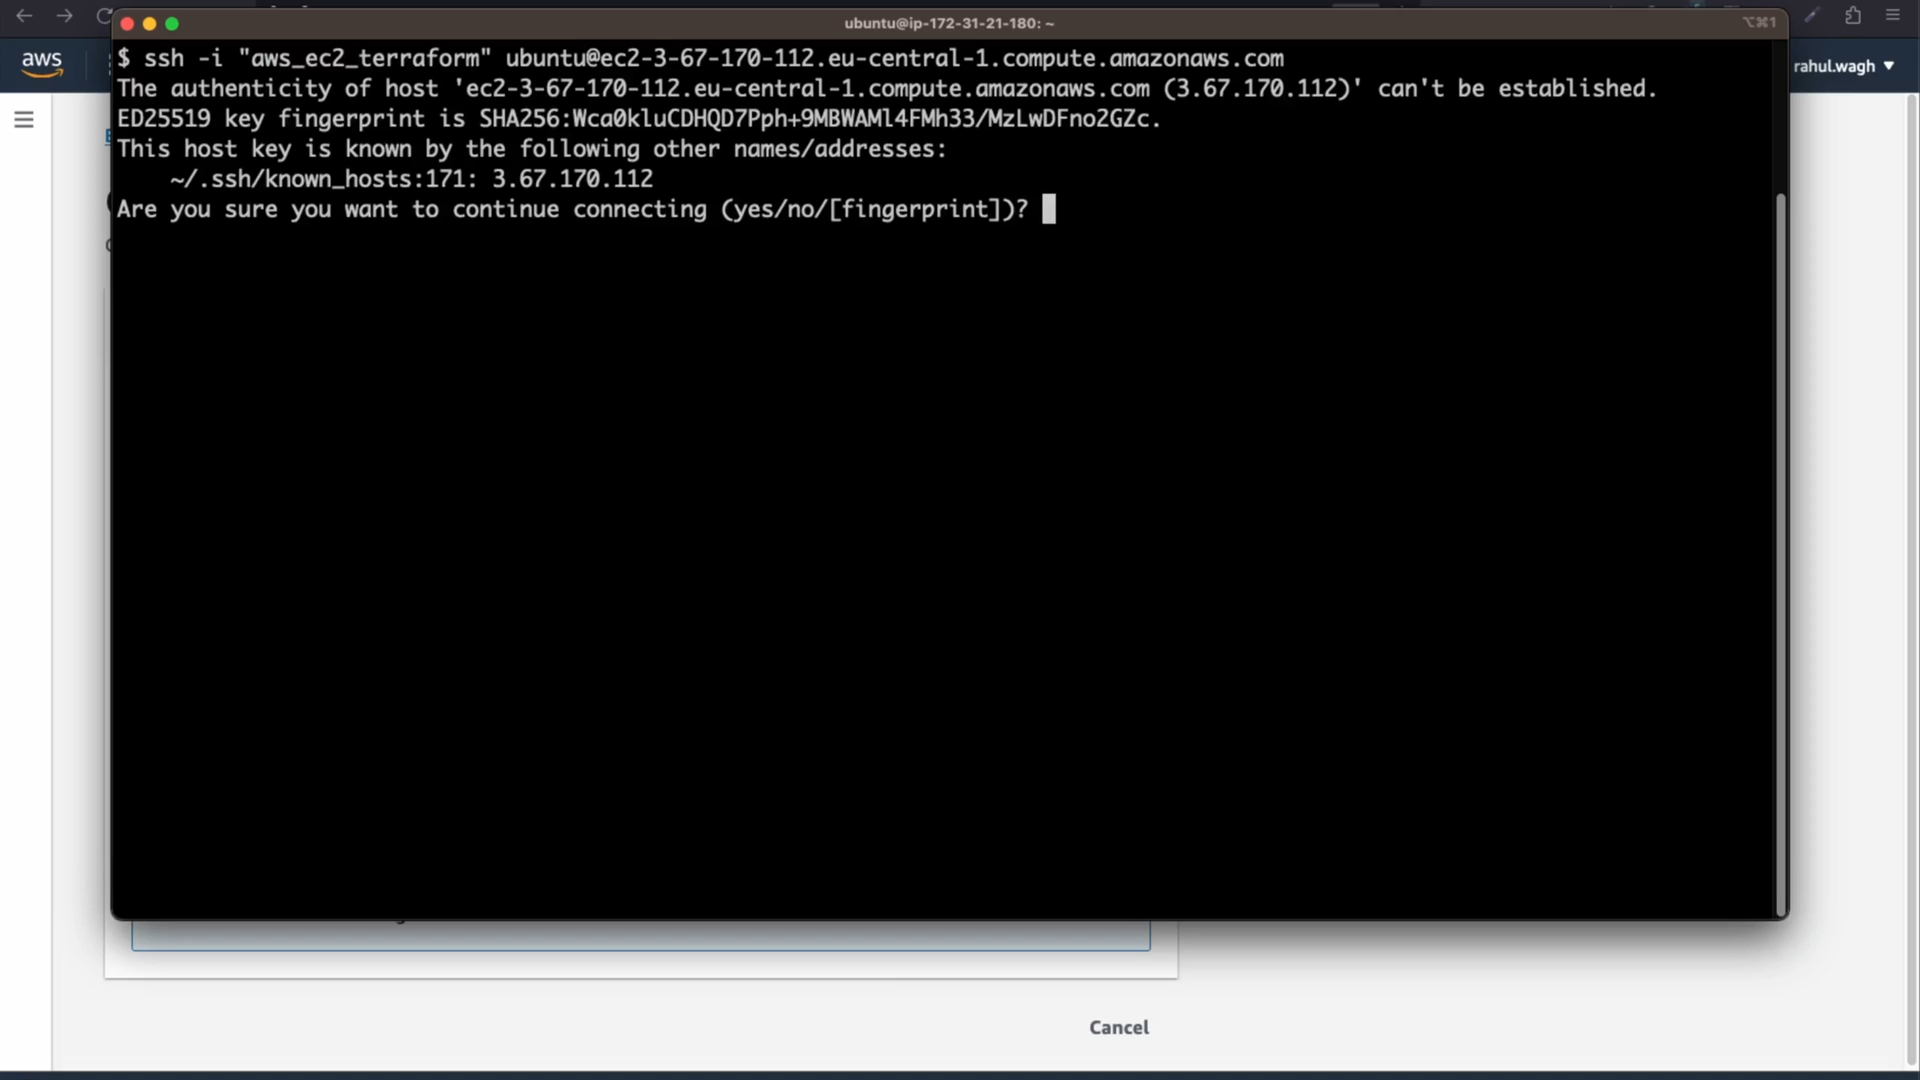 ubuntu@ip-172-31-21-180: ~
⌥⌘1
aws
rahul.wagh
$ ssh -i "aws_ec2_terraform" ubuntu@ec2-3-67-170-112.eu-central-1.compute.amazonaws.com
The authenticity of host 'ec2-3-67-170-112.eu-central-1.compute.amazonaws.com (3.67.170.112)' can't be established.
ED25519 key fingerprint is SHA256:Wca0kluCDHQD7Pph+9MBWAMl4FMh33/MzLwDFno2GZc.
This host key is known by the following other names/addresses:
    ~/.ssh/known_hosts:171: 3.67.170.112
Are you sure you want to continue connecting (yes/no/[fingerprint])?
Cancel